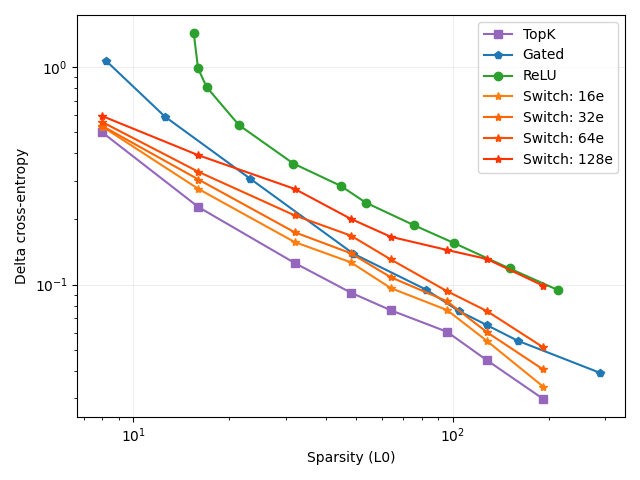 TopK
Gated
ReLU
Switch: 16e
Switch: 32e
Switch: 64e
Switch: 128e
Delta cross-entropy
10⁰
10⁻¹
10¹
10²
Sparsity (L0)